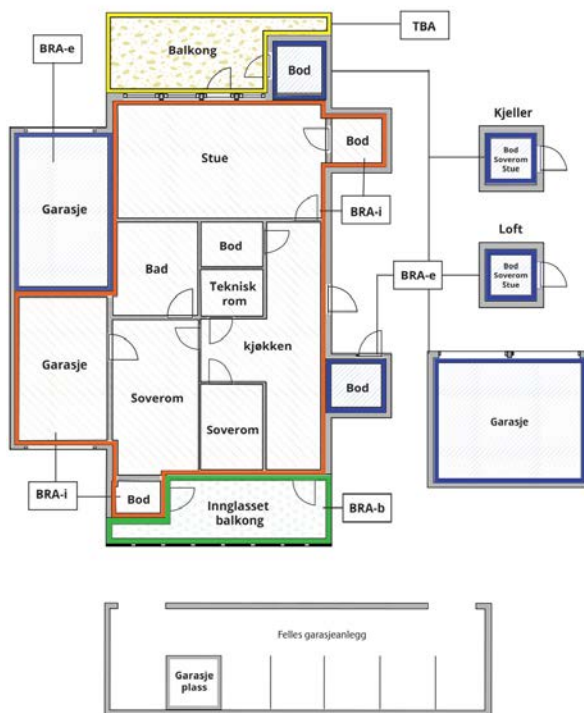 TBA
BRA-e
Balkong
Bod
Kjeller
Bod
Soverom
Stue
Stue
Bod
Garasje
BRA-i
Loft
Bod
Bad
Bod
Soverom
Stue
Teknisk
rom
BRA-e
Garasje
kjøkken
Soverom
Soverom
Bod
Garasje
BRA-i
Bod
Innglasset
balkong
BRA-b
Felles garasjeanlegg
Garasje
plass